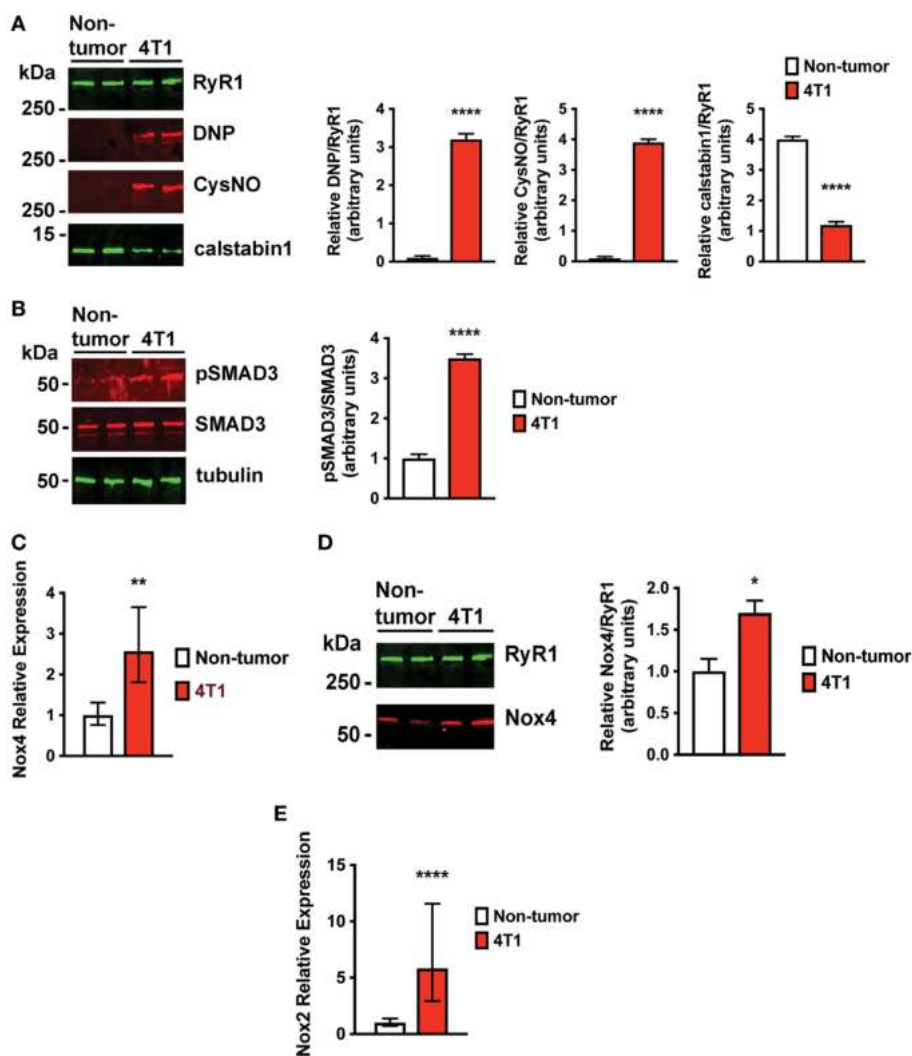 A
Non-
tumor 4T1
kDa
RyR1
250 -
DNP
250 -
CysNO
250 -
15 -
calstabin1
Relative DNP/RyR1
(arbitrary units)
4
3
2
1
0
****
Relative CysNO/RyR1
(arbitrary units)
6
4
2
0
****
Relative calstabin1/RyR1
(arbitrary units)
5
4
3
2
1
0
****
Non-tumor
4T1
B
Non-
tumor 4T1
kDa
50 -
pSMAD3
50 -
SMAD3
50 -
tubulin
pSMAD3/SMAD3
(arbitrary units)
4
3
2
1
0
****
Non-tumor
4T1
C
Nox4 Relative Expression
4
3
2
1
0
**
Non-tumor
4T1
D
Non-
tumor 4T1
kDa
RyR1
250 -
Nox4
50 -
Relative Nox4/RyR1
(arbitrary units)
2.0
1.5
1.0
0.5
0.0
*
Non-tumor
4T1
E
Nox2 Relative Expression
15
10
5
0
****
Non-tumor
4T1